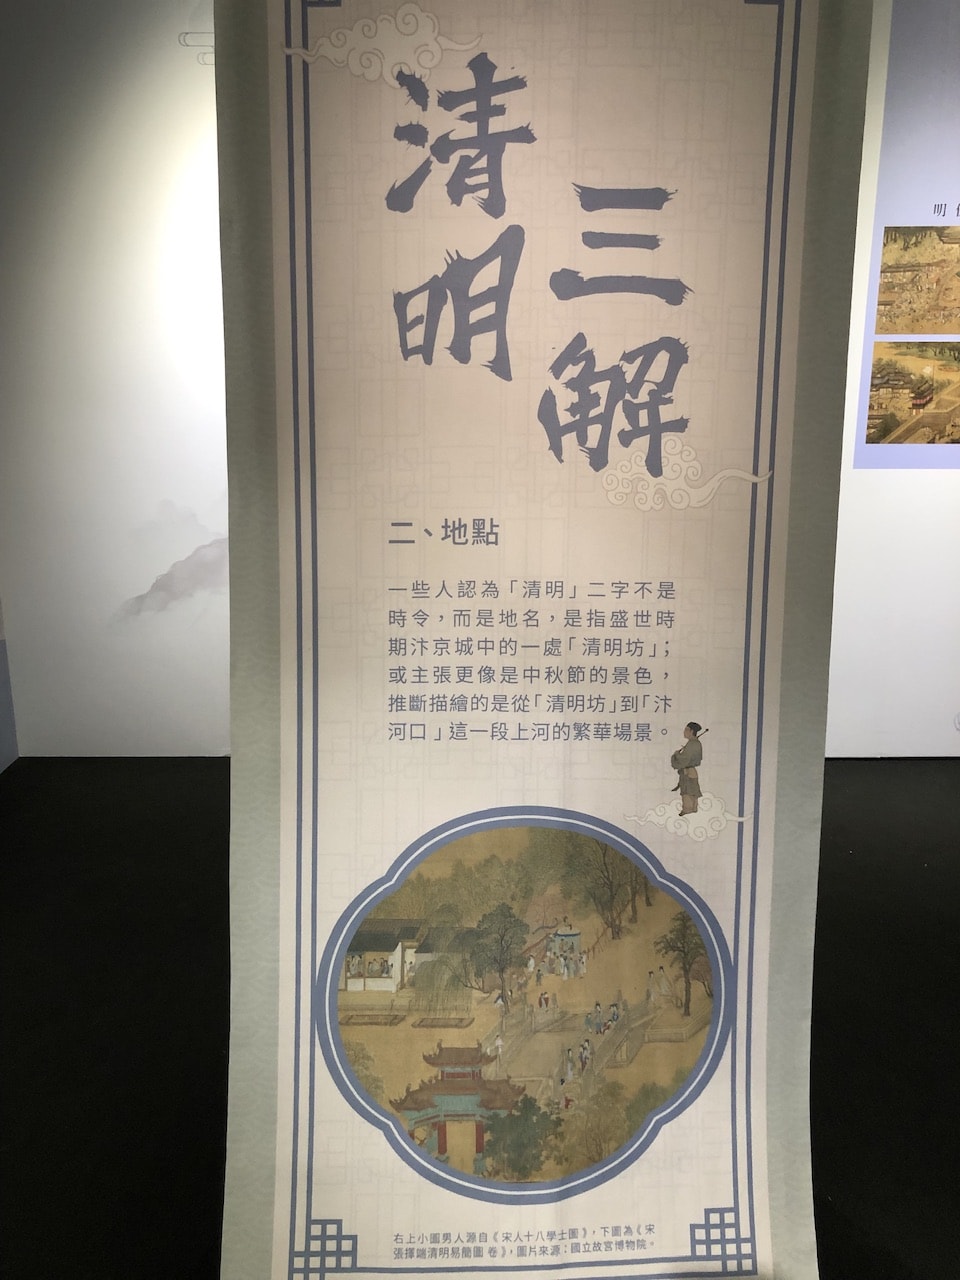 清明
三解
二、地點
一些人認為「清明」二字不是
時令，而是地名，是指盛世時
期汴京城中的一處「清明坊」；
或主張更像是中秋節的景色，
推斷描繪的是從「清明坊」到「汴
河口」這一段上河的繁華場景。
右上小圖男人源自《宋人十八學士圖》，下圖為《宋
張擇端清明易簡圖 卷》，圖片來源：國立故宮博物院。
明